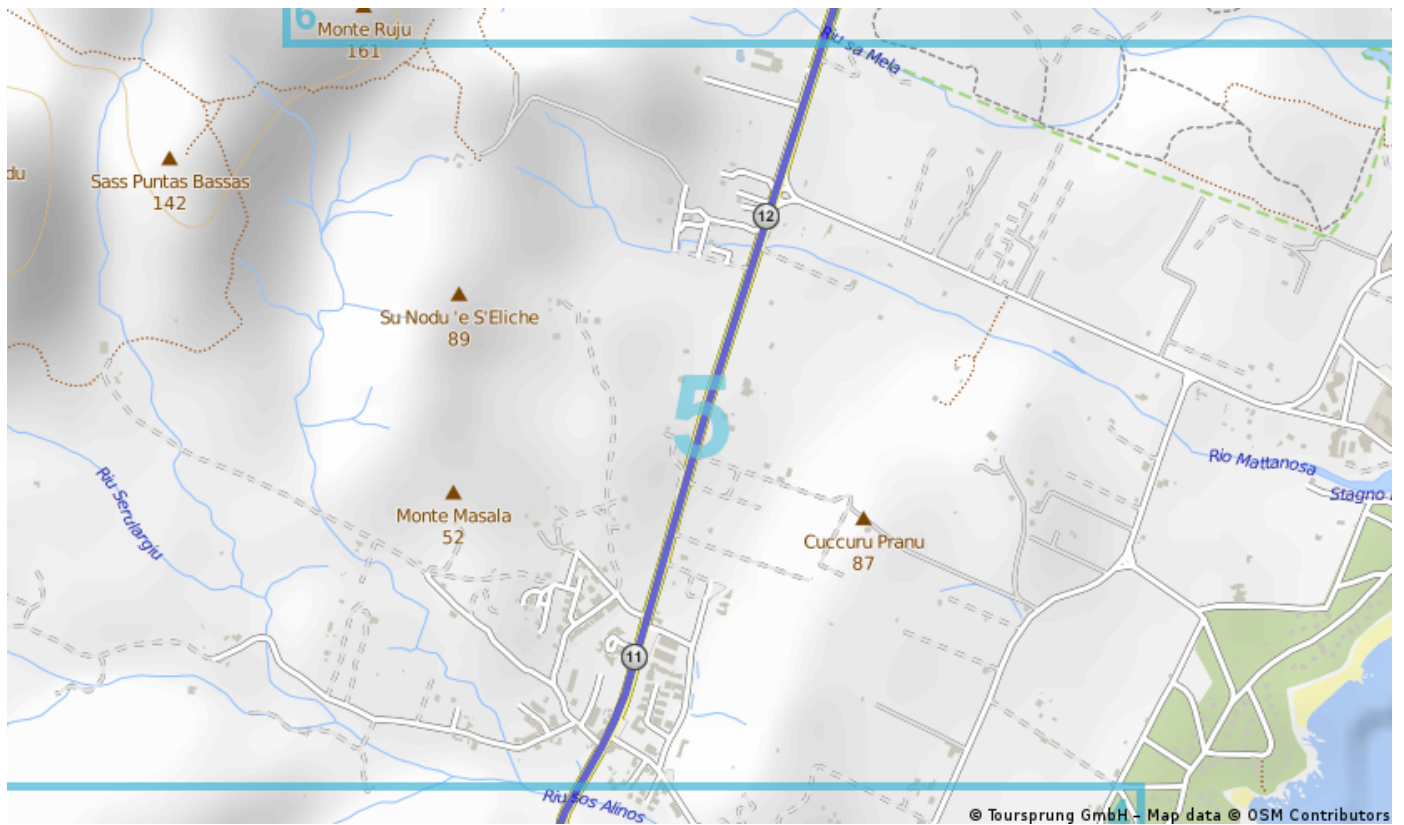 6
Monte Ruju
161
Riu sa Mela
du
Sass Puntas Bassas
142
12
Su Nodu 'e S'Eliche
89
5
Rio Mattanosa
Stagno
Riu Serulargiu
Monte Masala
52
Cuccuru Pranu
87
11
Riu sos Alinos
© Toursprung GmbH – Map data © OSM Contributors